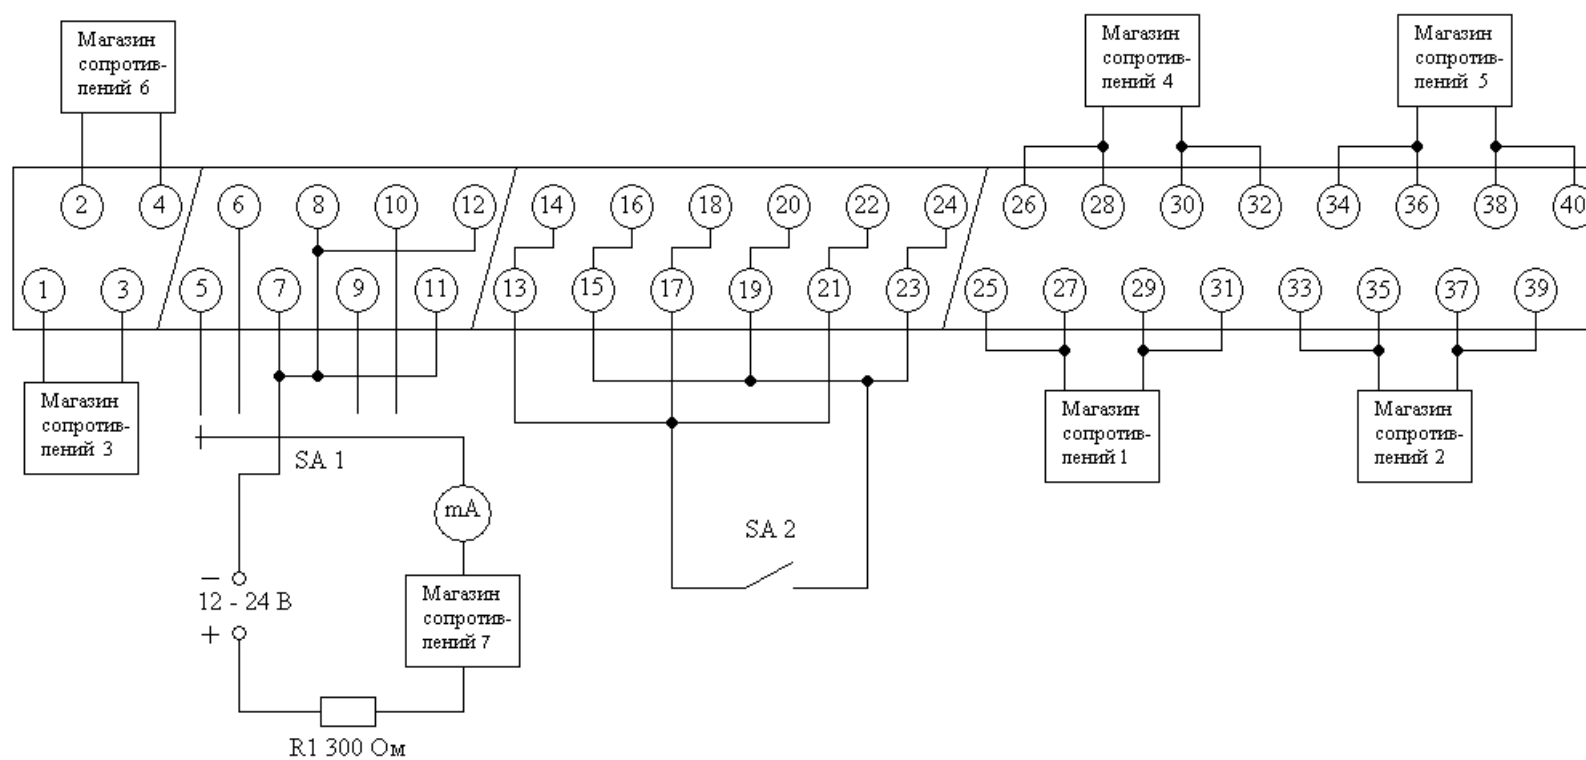 Магазин
сопротив-
лений 6
Магазин
сопротив-
лений 4
Магазин
сопротив-
лений 5
2
4
6
8
10
12
14
16
18
20
22
24
26
28
30
32
34
36
38
40
1
3
5
7
9
11
13
15
17
19
21
23
25
27
29
31
33
35
37
39
Магазин
сопротив-
лений 3
SA 1
Магазин
сопротив-
лений 1
Магазин
сопротив-
лений 2
mA
SA 2
−
12 - 24 В
+
Магазин
сопротив-
лений 7
R1 300 Ом